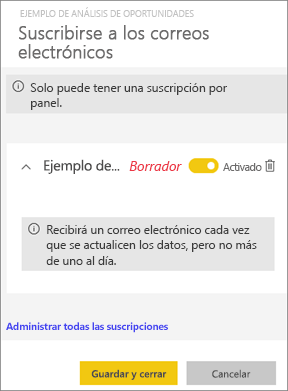 EJEMPLO DE ANÁLISIS DE OPORTUNIDADES
Suscribirse a los correos
electrónicos
Solo puede tener una suscripción por
panel.
Ejemplo de... Borrador Activado
Recibirá un correo electrónico cada vez
que se actualicen los datos, pero no más
de uno al día.
Administrar todas las suscripciones
Guardar y cerrar Cancelar